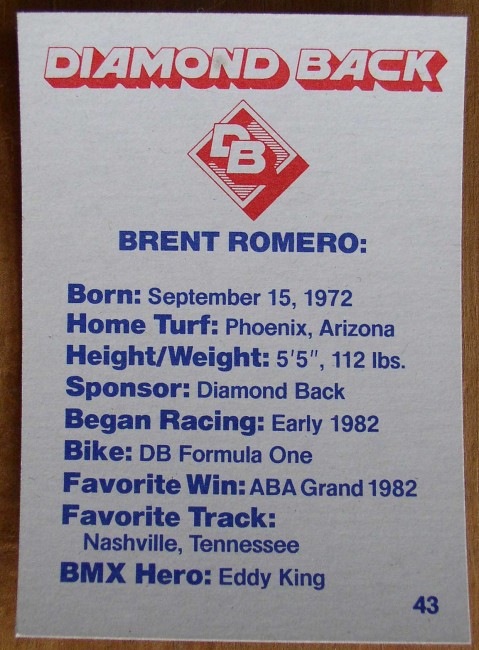 DIAMOND BACK
DB
BRENT ROMERO:
Born: September 15, 1972
Home Turf: Phoenix, Arizona
Height/Weight: 5'5", 112 lbs.
Sponsor: Diamond Back
Began Racing: Early 1982
Bike: DB Formula One
Favorite Win: ABA Grand 1982
Favorite Track:
Nashville, Tennessee
BMX Hero: Eddy King
43